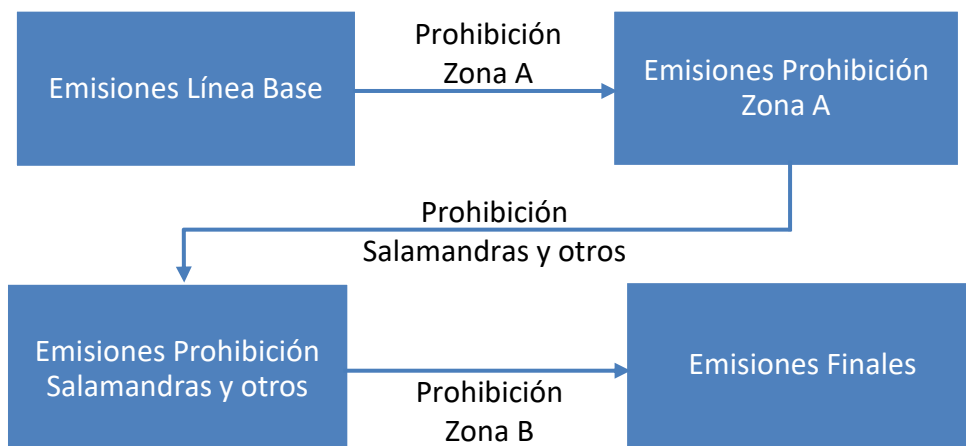 Emisiones Línea Base
Prohibición
Zona A
Emisiones Prohibición
Zona A
Prohibición
Salamandras y otros
Emisiones Prohibición
Salamandras y otros
Prohibición
Zona B
Emisiones Finales